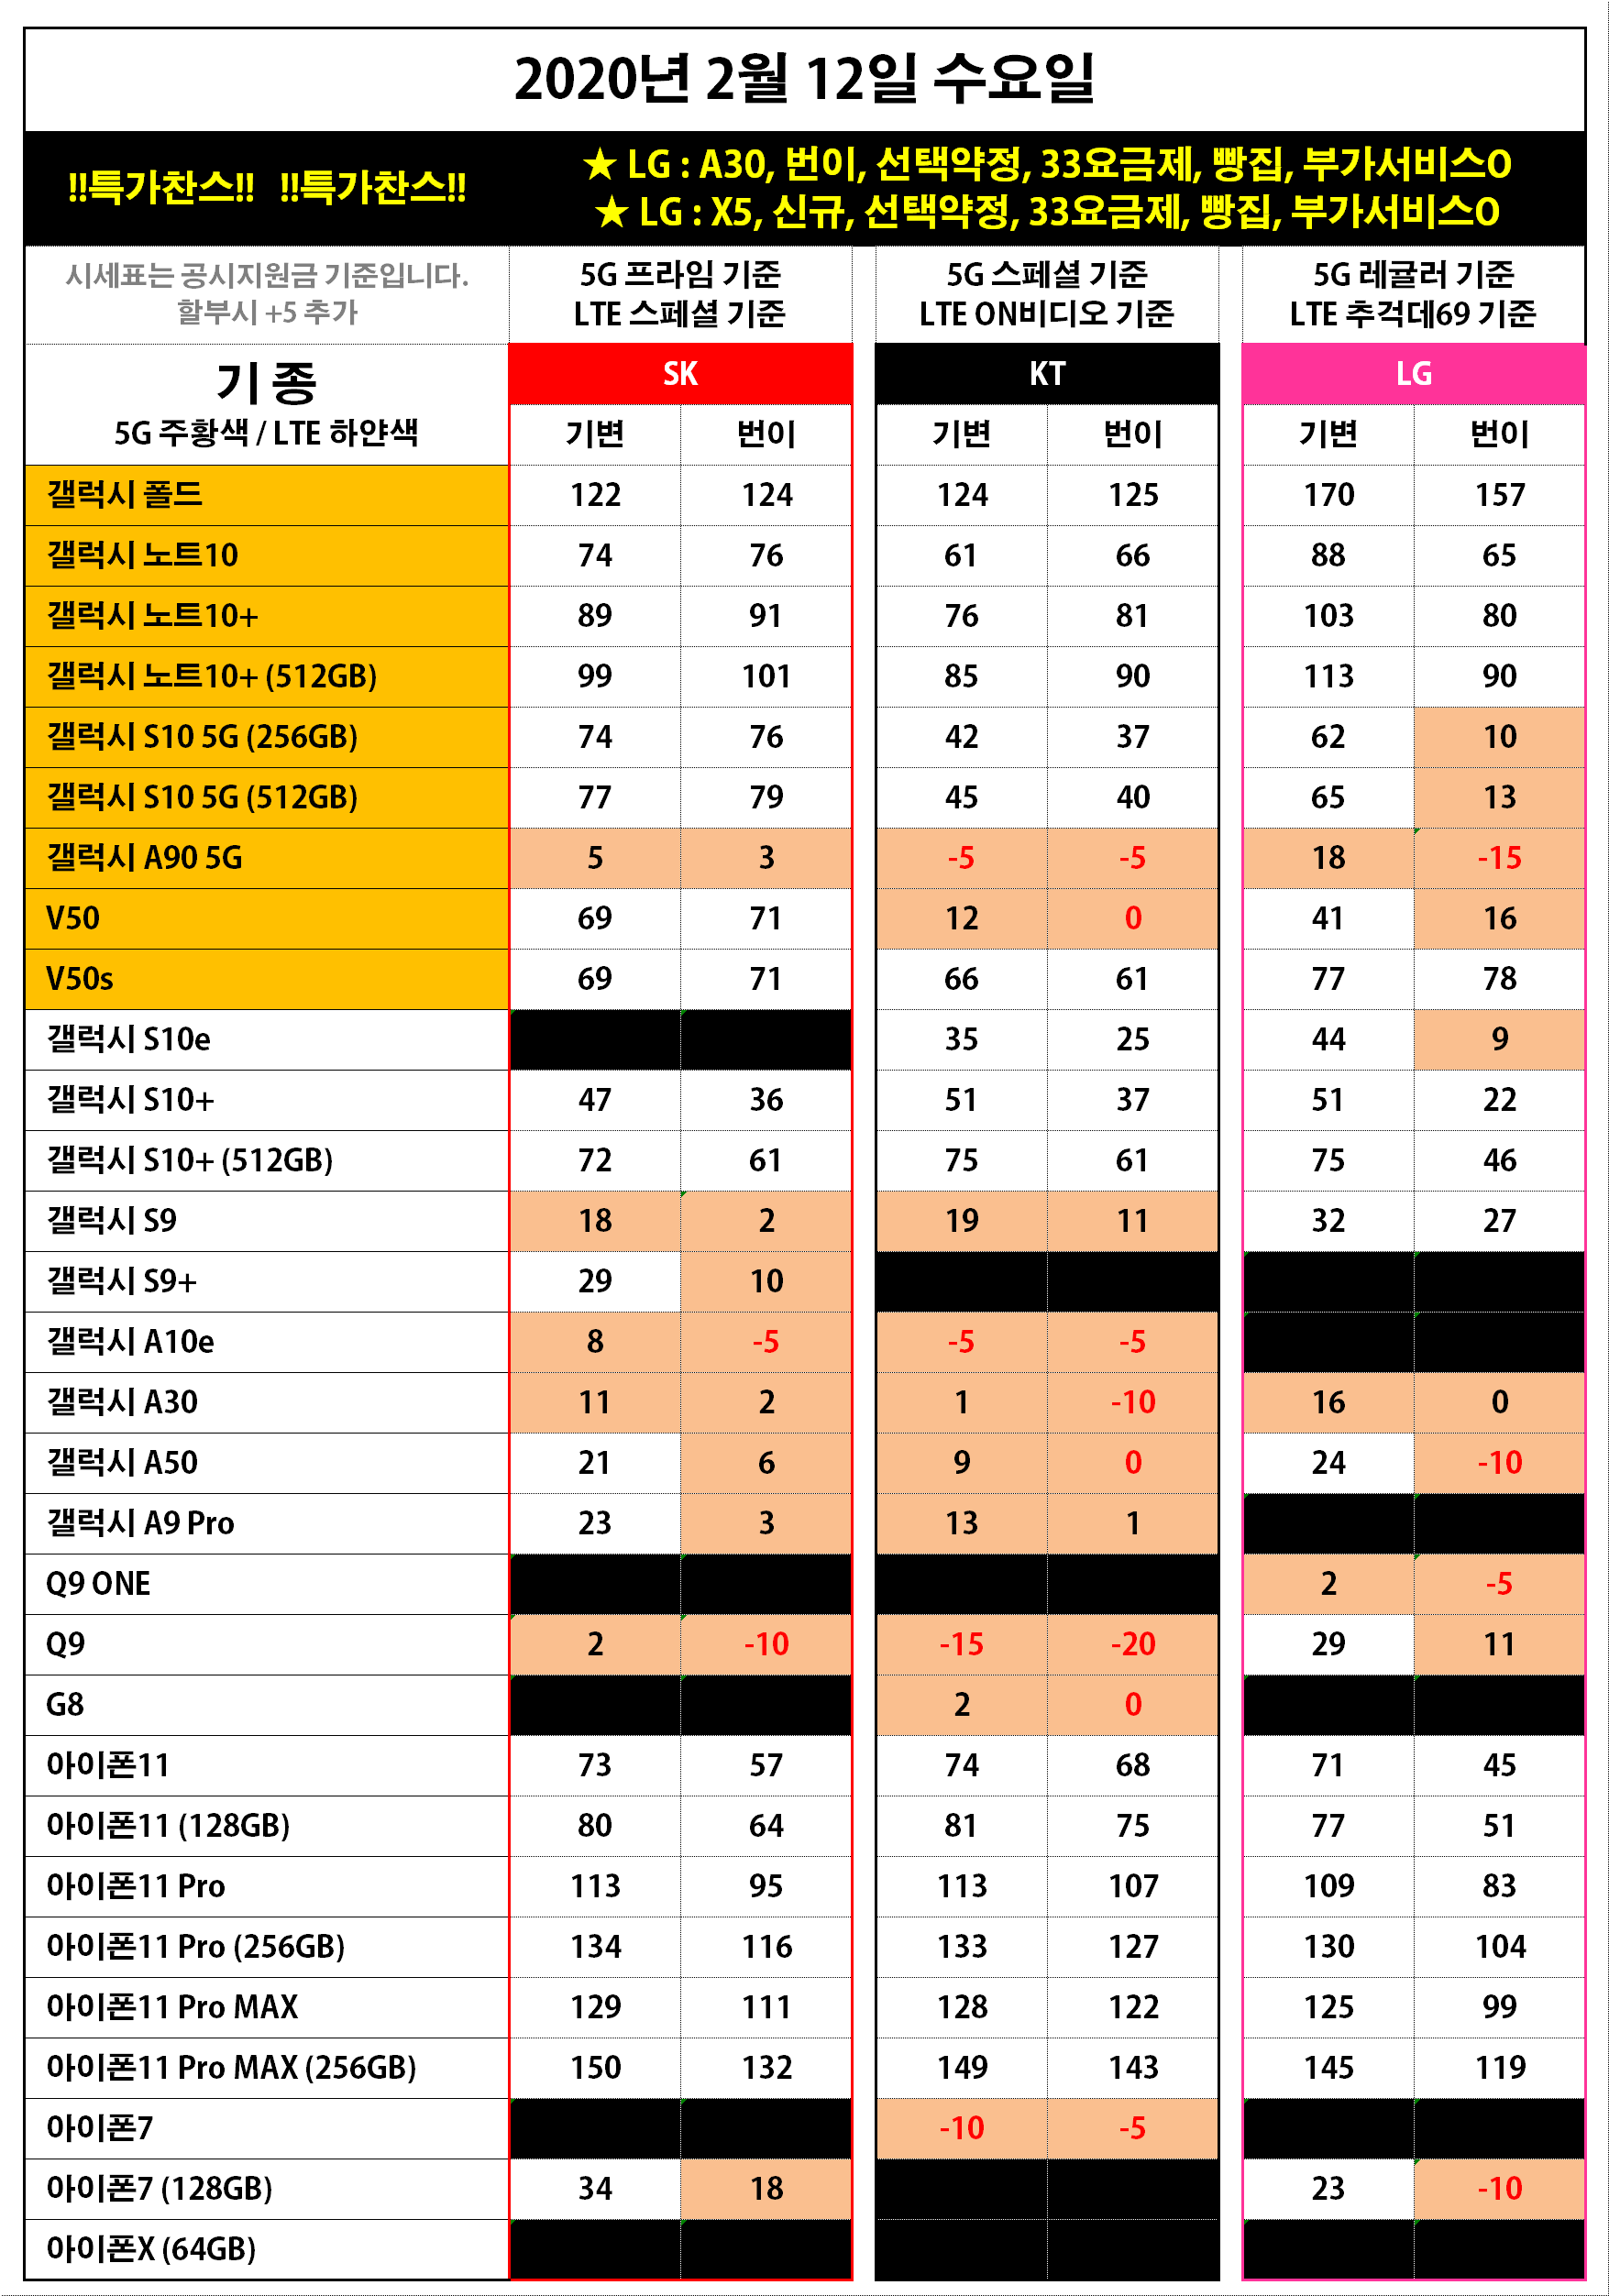 2020년 2월 12일 수요일
!!특가찬스!! !!특가찬스!!
★ LG : A30, 번이, 선택약정, 33요금제, 빵집, 부가서비스O
★ LG : X5, 신규, 선택약정, 33요금제, 빵집, 부가서비스O
시세표는 공시지원금 기준입니다.
할부시 +5 추가
5G 프라임 기준
LTE 스페셜 기준
5G 스페셜 기준
LTE ON비디오 기준
5G 레귤러 기준
LTE 추걱데69 기준
기 종
5G 주황색 / LTE 하얀색
SK KT LG
기변 번이 기변 번이 기변 번이
갤럭시 폴드 122 124 124 125 170 157
갤럭시 노트10 74 76 61 66 88 65
갤럭시 노트10+ 89 91 76 81 103 80
갤럭시 노트10+ (512GB) 99 101 85 90 113 90
갤럭시 S10 5G (256GB) 74 76 42 37 62 10
갤럭시 S10 5G (512GB) 77 79 45 40 65 13
갤럭시 A90 5G 5 3 -5 -5 18 -15
V50 69 71 12 0 41 16
V50s 69 71 66 61 77 78
갤럭시 S10e 35 25 44 9
갤럭시 S10+ 47 36 51 37 51 22
갤럭시 S10+ (512GB) 72 61 75 61 75 46
갤럭시 S9 18 2 19 11 32 27
갤럭시 S9+ 29 10
갤럭시 A10e 8 -5 -5 -5
갤럭시 A30 11 2 1 -10 16 0
갤럭시 A50 21 6 9 0 24 -10
갤럭시 A9 Pro 23 3 13 1
Q9 ONE 2 -5
Q9 2 -10 -15 -20 29 11
G8 2 0
아이폰11 73 57 74 68 71 45
아이폰11 (128GB) 80 64 81 75 77 51
아이폰11 Pro 113 95 113 107 109 83
아이폰11 Pro (256GB) 134 116 133 127 130 104
아이폰11 Pro MAX 129 111 128 122 125 99
아이폰11 Pro MAX (256GB) 150 132 149 143 145 119
아이폰7 -10 -5
아이폰7 (128GB) 34 18 23 -10
아이폰X (64GB)